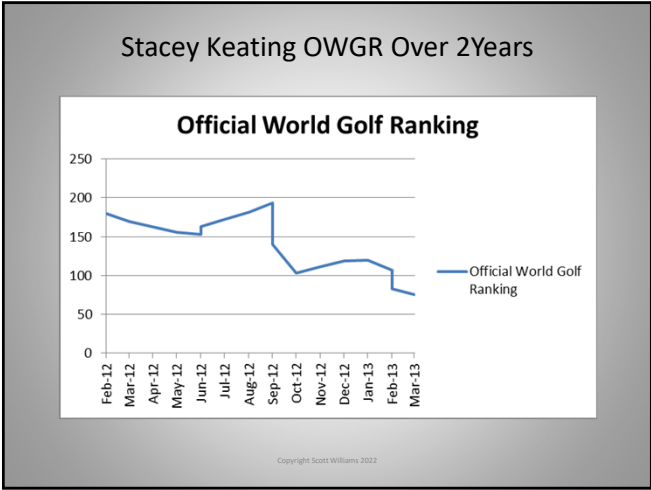 Stacey Keating OWGR Over 2Years
Official World Golf Ranking
250
200
150
100
50
0
Feb-12
Mar-12
Apr-12
May-12
Jun-12
Jul-12
Aug-12
Sep-12
Oct-12
Nov-12
Dec-12
Jan-13
Feb-13
Mar-13
Official World Golf
Ranking
Copyright Scott Williams 2022